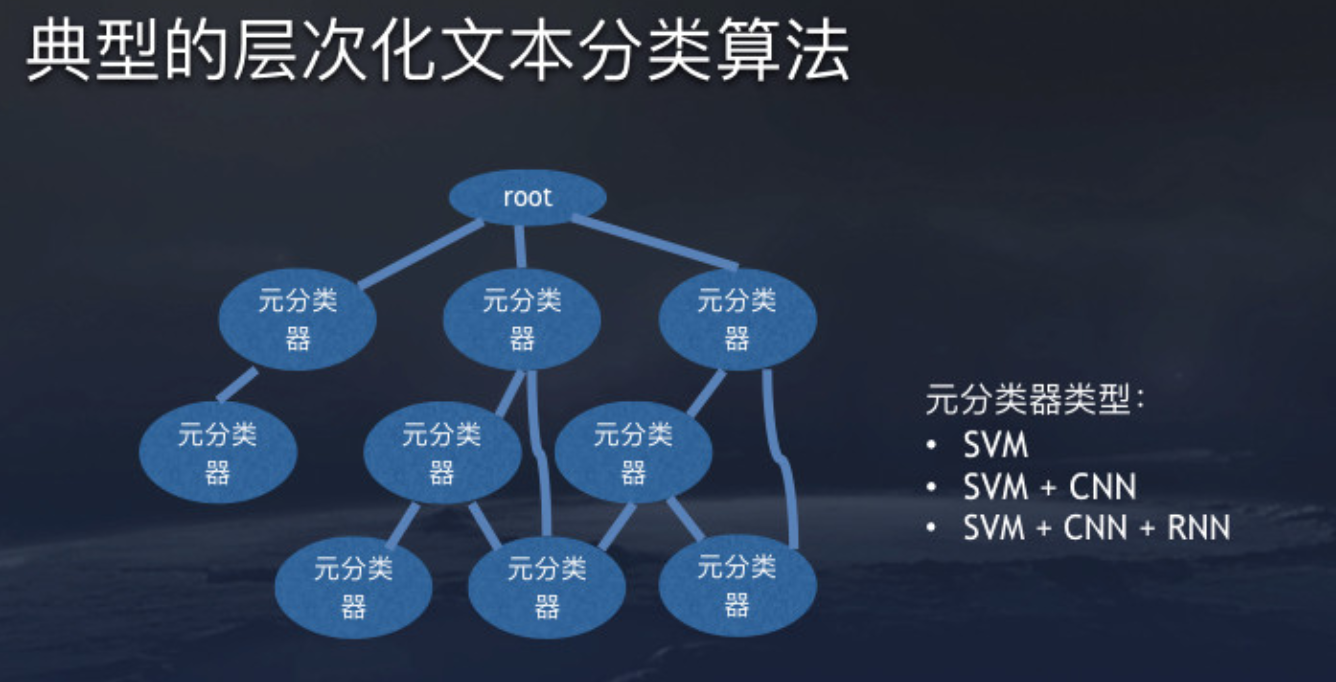 典型的层次化文本分类算法
root
元分类
器
元分类
器
元分类
器
元分类
器
元分类
器
元分类
器
元分类
器
元分类
器
元分类
器
元分类器类型：
• SVM
• SVM + CNN
• SVM + CNN + RNN